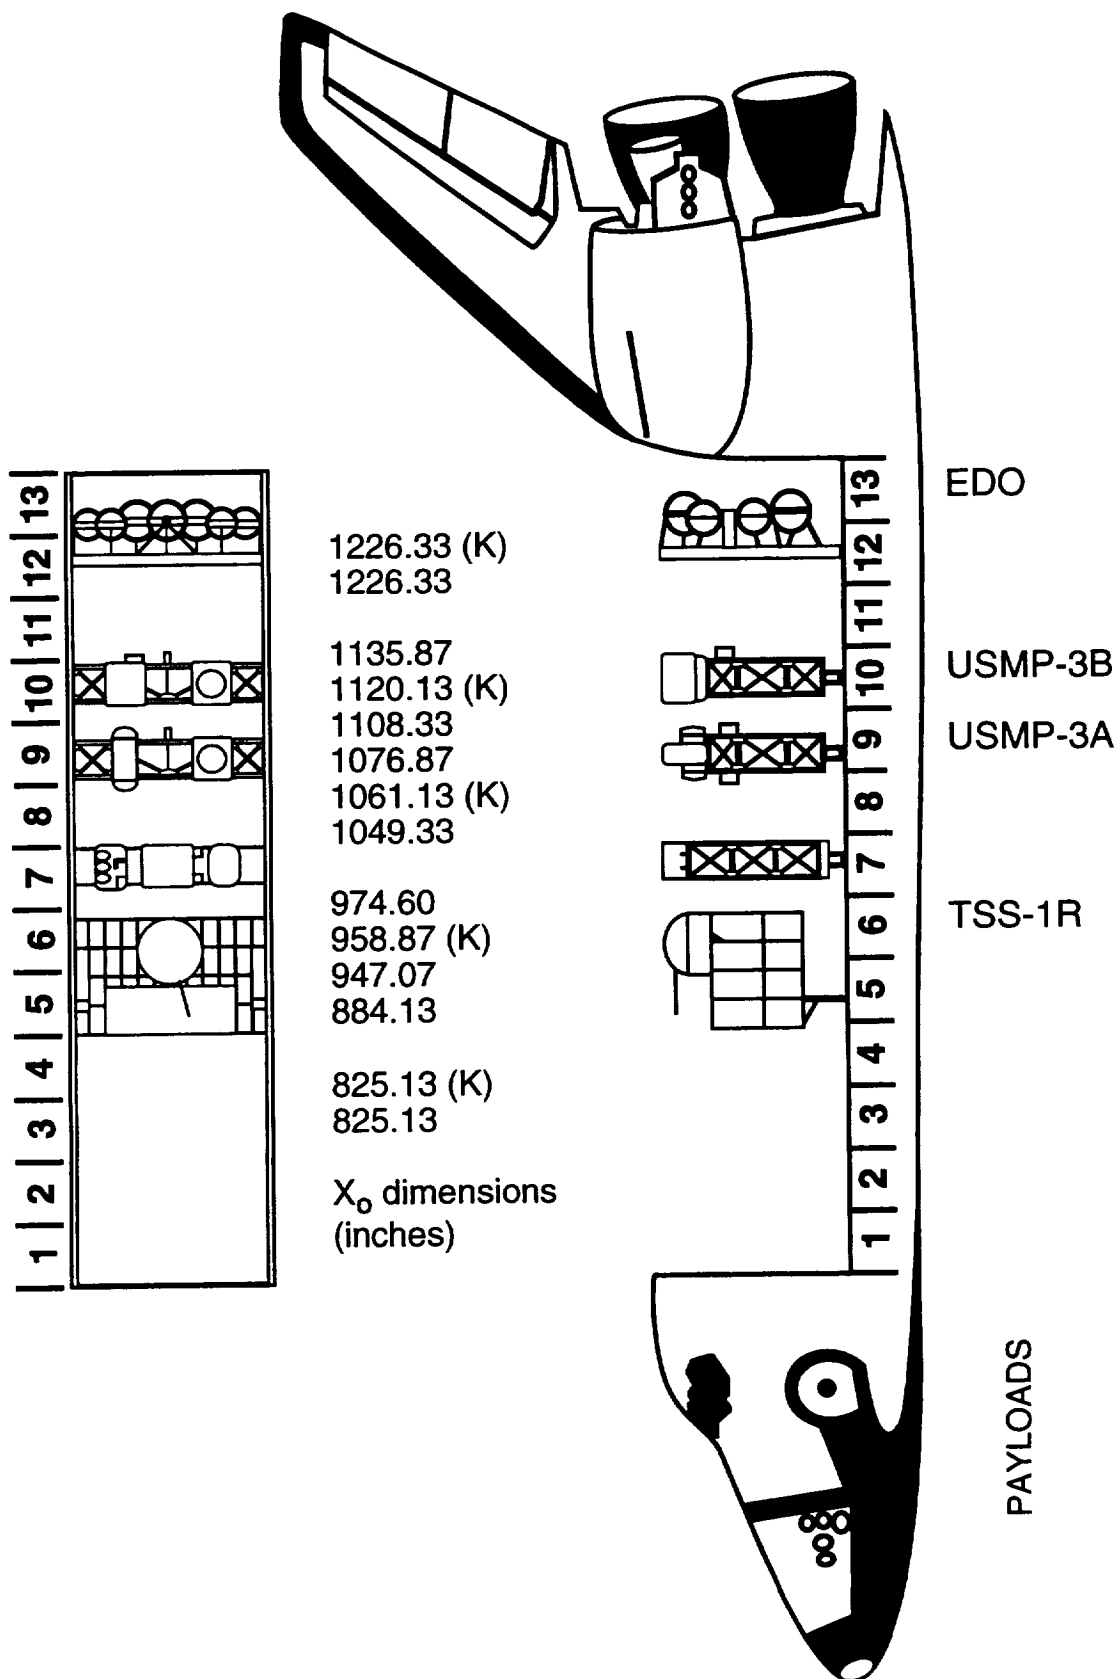 13
12
11
10
9
8
7
6
5
4
3
2
1
1226.33 (K)
1226.33
1135.87
1120.13 (K)
1108.33
1076.87
1061.13 (K)
1049.33
974.60
958.87 (K)
947.07
884.13
825.13 (K)
825.13
Xₒ dimensions
(inches)
13
12
11
10
9
8
7
6
5
4
3
2
1
EDO
USMP-3B
USMP-3A
TSS-1R
PAYLOADS